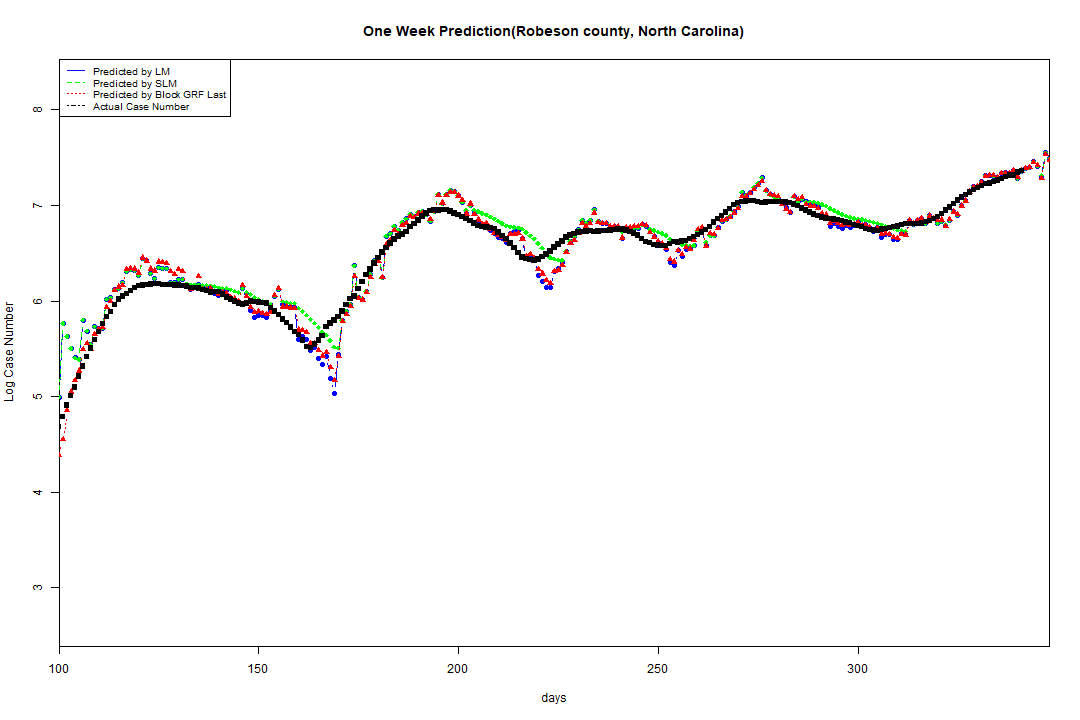 One Week Prediction(Robeson county, North Carolina)
Predicted by LM
Predicted by SLM
Predicted by Block GRF Last
Actual Case Number
8
7
6
5
4
3
Log Case Number
100 150 200 250 300
days